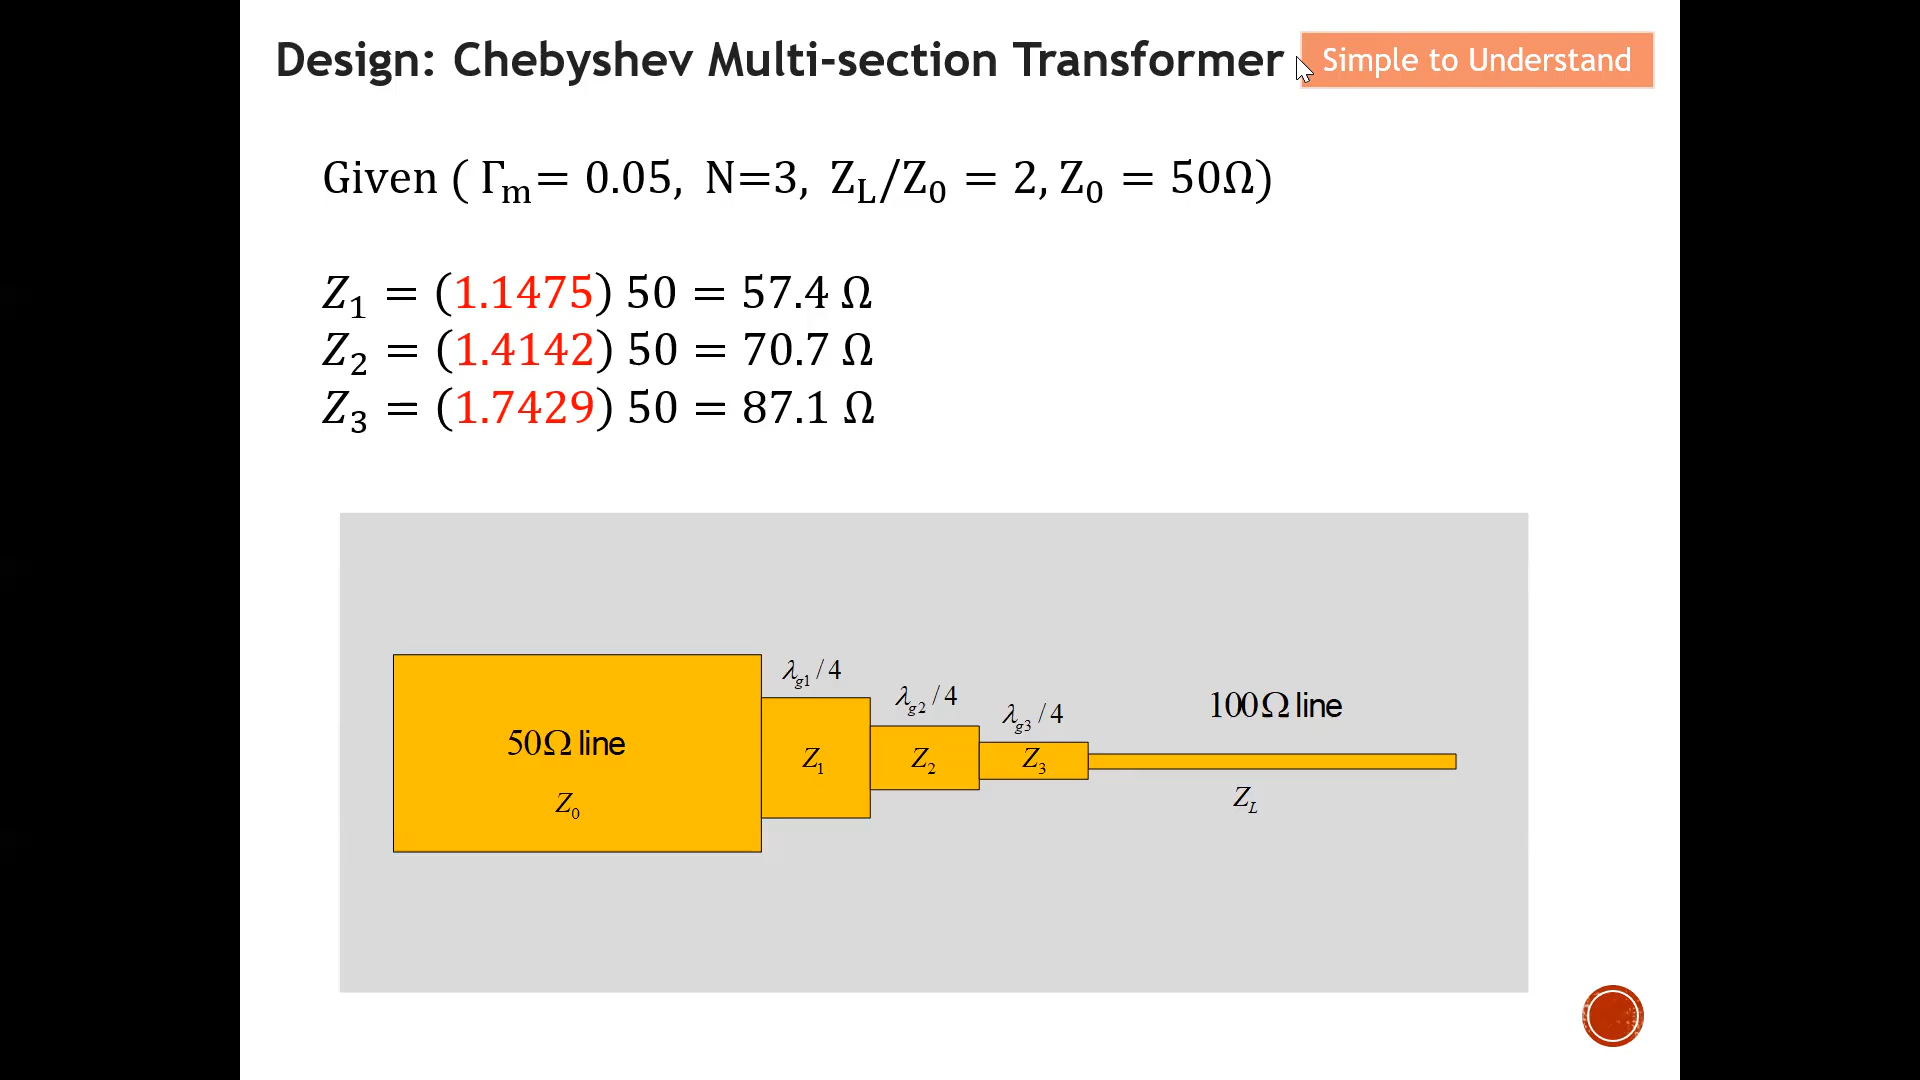 Design: Chebyshev Multi-section Transformer
Simple to Understand
Given ( Γm= 0.05, N=3, ZL/Z0 = 2, Z0 = 50Ω)
Z1 = (1.1475) 50 = 57.4 Ω
Z2 = (1.4142) 50 = 70.7 Ω
Z3 = (1.7429) 50 = 87.1 Ω
λg1 / 4
λg2 / 4
λg3 / 4
100Ω line
50Ω line
Z1
Z2
Z3
Z0
ZL